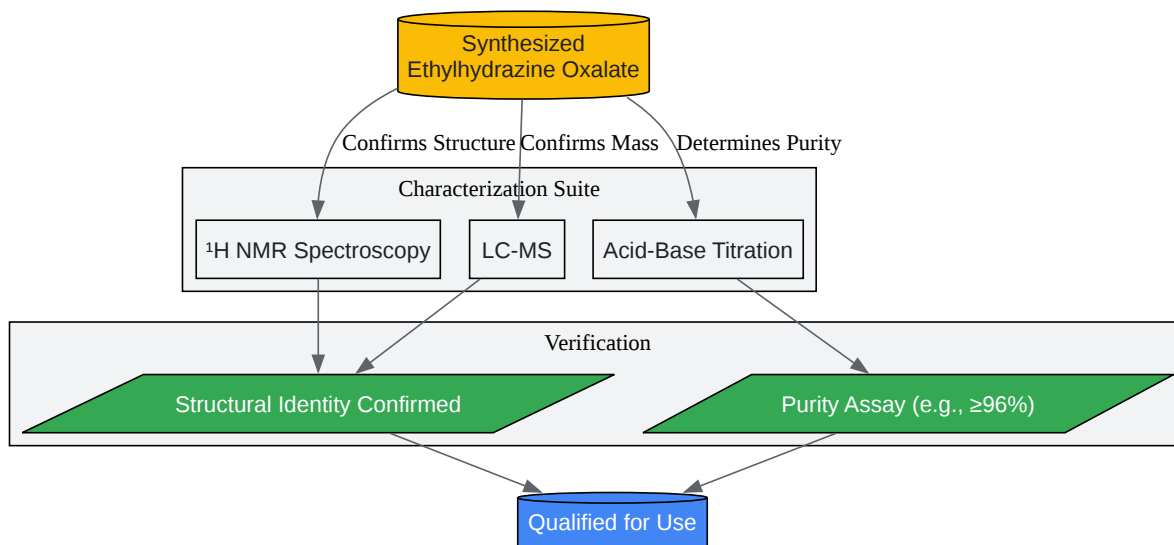 Synthesized
Ethylhydrazine Oxalate
Confirms Structure
Confirms Mass
Determines Purity
Characterization Suite
¹H NMR Spectroscopy
LC-MS
Acid-Base Titration
Verification
Structural Identity Confirmed
Purity Assay (e.g., ≥96%)
Qualified for Use